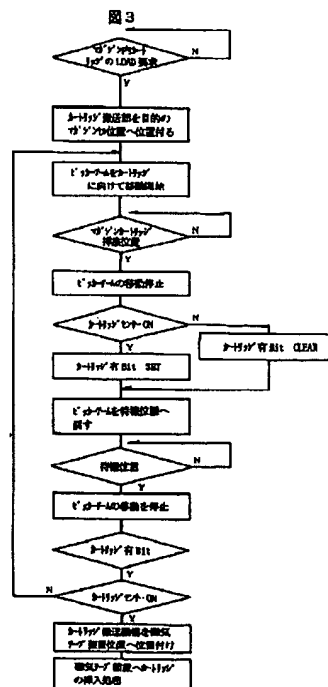 図3
マガジン内カート
リッジのLOAD要求
N
Y
カートリッジ搬送部を目的の
マガジンセル位置へ位置付る
ピッカーアームをカートリッジ
に向けて移動開始
マガジンカートリッジ
N
Y
ピッカーアームの移動停止
カートリッジセンサーON
N
Y
カートリッジ有Bit SET
カートリッジ有Bit CLEAR
ピッカーアームを待機位置へ
戻す
待機位置
N
Y
ピッカーアームの移動を停止
カートリッジ有Bit
Y
N
カートリッジセンサーON
Y
カートリッジ搬送機構を磁気
テープ装置位置へ位置付け
磁気テープ装置へカートリッジ
の挿入処理